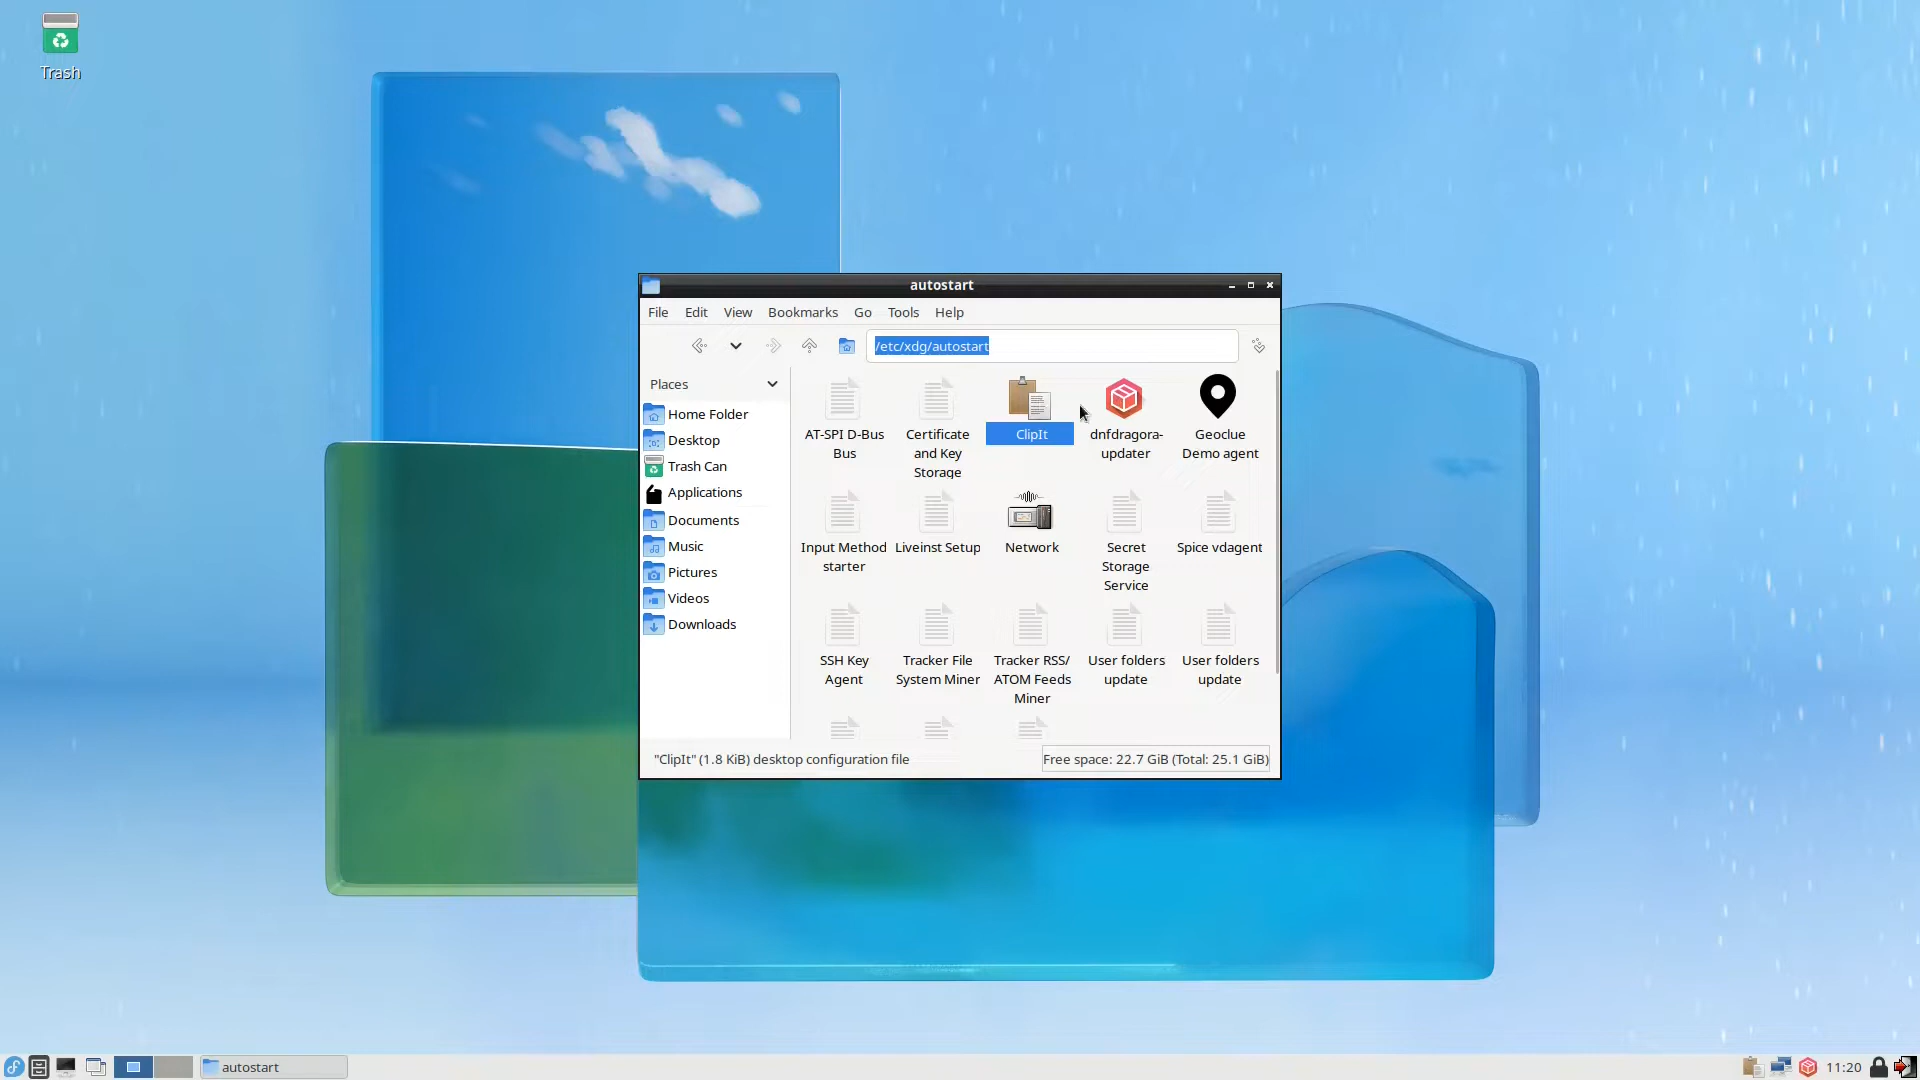 Trash
autostart
File Edit View Bookmarks Go Tools Help
/etc/xdg/autostart
Places
Home Folder
Desktop
Trash Can
Applications
Documents
Music
Pictures
Videos
Downloads
AT-SPI D-Bus
Bus
Certificate
and Key
Storage
ClipIt
dnfdragora-
updater
Geoclue
Demo agent
Input Method
starter
Liveinst Setup
Network
Secret
Storage
Service
Spice vdagent
SSH Key
Agent
Tracker File
System Miner
Tracker RSS/
ATOM Feeds
Miner
User folders
update
User folders
update
"ClipIt" (1.8 KiB) desktop configuration file
Free space: 22.7 GiB (Total: 25.1 GiB)
autostart
11:20